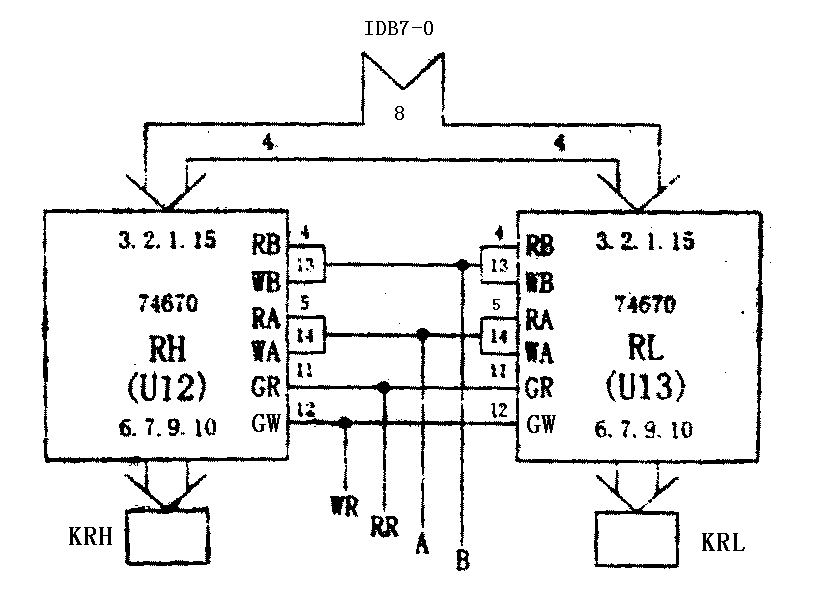 IDB7-0
8
4 4
3.2.1.15 RB 4 4 RB 3.2.1.15
13 13
WB WB
74670 RA 5 5 RA 74670
14 14
RH WA WA RL
(U12) GR 11 11 GR (U13)
6.7.9.10 GW 12 12 GW 6.7.9.10
WR
RR
A
B
KRH KRL